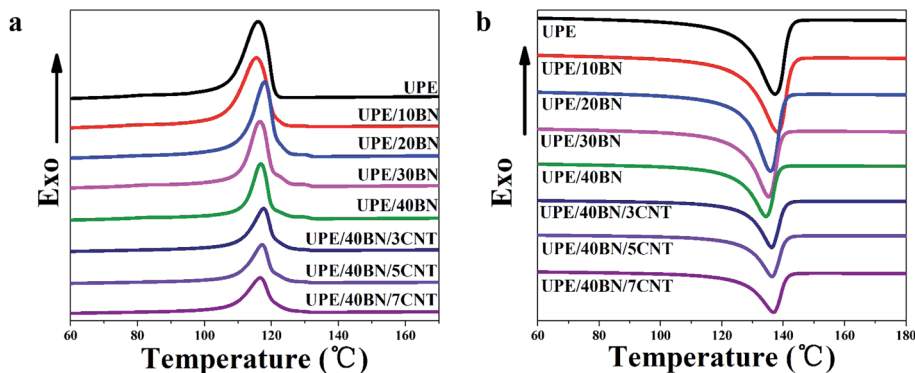 a
Exo
UPE
UPE/10BN
UPE/20BN
UPE/30BN
UPE/40BN
UPE/40BN/3CNT
UPE/40BN/5CNT
UPE/40BN/7CNT
60 80 100 120 140 160
Temperature (℃)
b
Exo
UPE
UPE/10BN
UPE/20BN
UPE/30BN
UPE/40BN
UPE/40BN/3CNT
UPE/40BN/5CNT
UPE/40BN/7CNT
60 80 100 120 140 160 180
Temperature (℃)